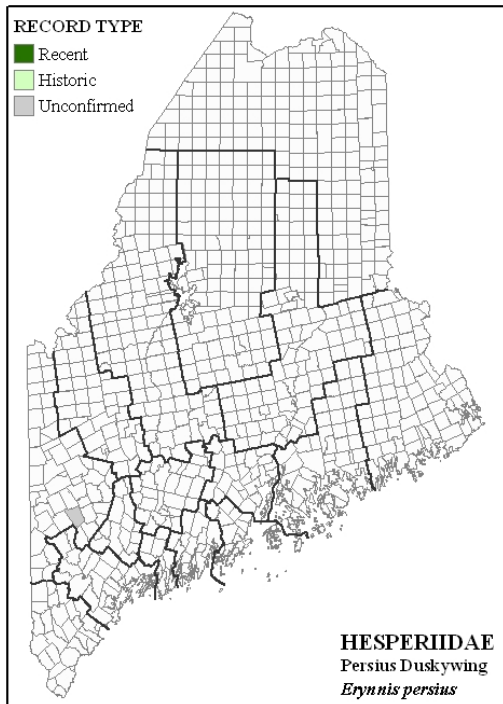 RECORD TYPE
Recent
Historic
Unconfirmed
HESPERIIDAE
Persius Duskywing
Erynnis persius